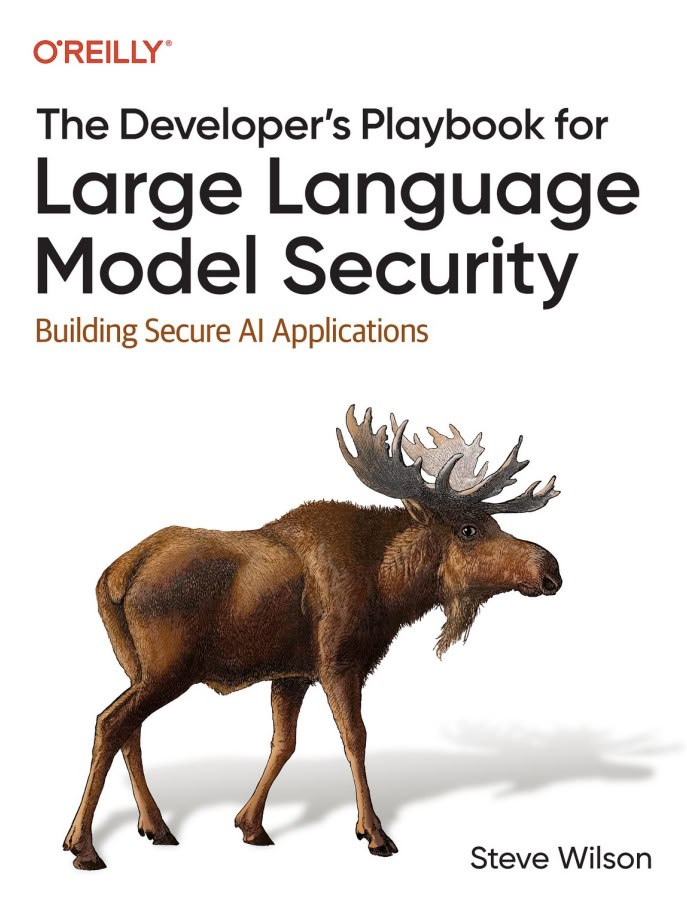 O'REILLY®
The Developer's Playbook for
Large Language
Model Security
Building Secure AI Applications
Steve Wilson